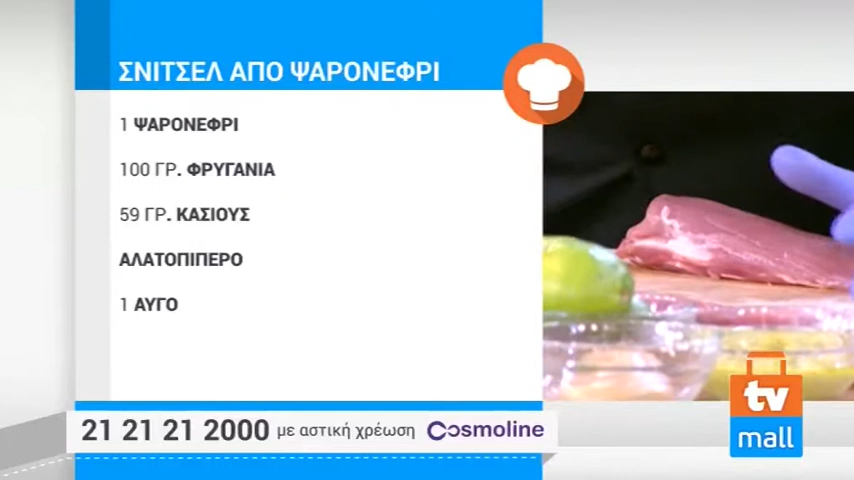 ΣΝΙΤΣΕΛ ΑΠΟ ΨΑΡΟΝΕΦΡΙ
1 ΨΑΡΟΝΕΦΡΙ
100 ΓΡ. ΦΡΥΓΑΝΙΑ
59 ΓΡ. ΚΑΣΙΟΥΣ
ΑΛΑΤΟΠΙΠΕΡΟ
1 ΑΥΓΟ
21 21 21 2000 με αστική χρέωση Cosmoline
tv
mall